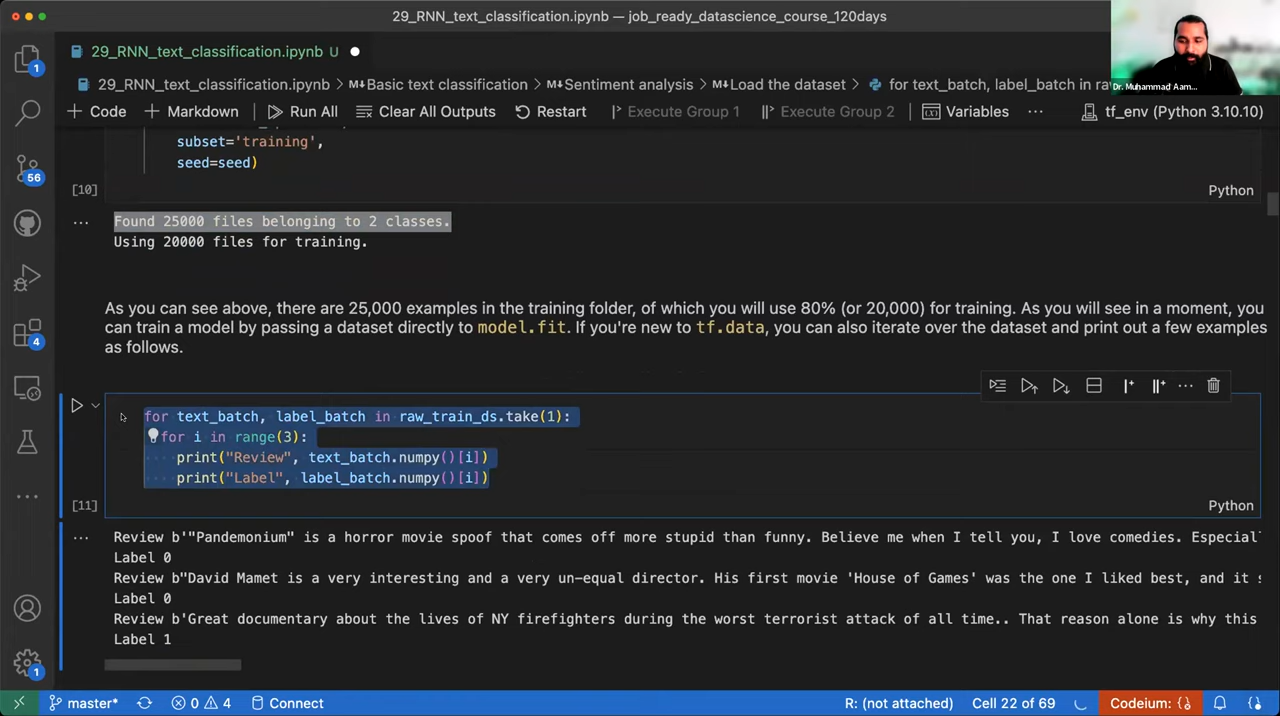 29_RNN_text_classification.ipynb — job_ready_datascience_course_120days
29_RNN_text_classification.ipynb U
29_RNN_text_classification.ipynb > Basic text classification > Sentiment analysis > Load the dataset > for text_batch, label_batch in ra
Dr. Muhammad Aam...
+ Code + Markdown Run All Clear All Outputs Restart Execute Group 1 Execute Group 2 Variables ... tf_env (Python 3.10.10)
subset='training',
seed=seed)
[10]
Python
Found 25000 files belonging to 2 classes.
Using 20000 files for training.
As you can see above, there are 25,000 examples in the training folder, of which you will use 80% (or 20,000) for training. As you will see in a moment, you
can train a model by passing a dataset directly to model.fit. If you're new to tf.data, you can also iterate over the dataset and print out a few examples
as follows.
for text_batch, label_batch in raw_train_ds.take(1):
for i in range(3):
print("Review", text_batch.numpy()[i])
print("Label", label_batch.numpy()[i])
[11]
Python
Review b'"Pandemonium" is a horror movie spoof that comes off more stupid than funny. Believe me when I tell you, I love comedies. Especial
Label 0
Review b"David Mamet is a very interesting and a very un-equal director. His first movie 'House of Games' was the one I liked best, and it s
Label 0
Review b'Great documentary about the lives of NY firefighters during the worst terrorist attack of all time.. That reason alone is why this
Label 1
1
56
4
1
master* 0 4 Connect R: (not attached) Cell 22 of 69 Codeium: {}